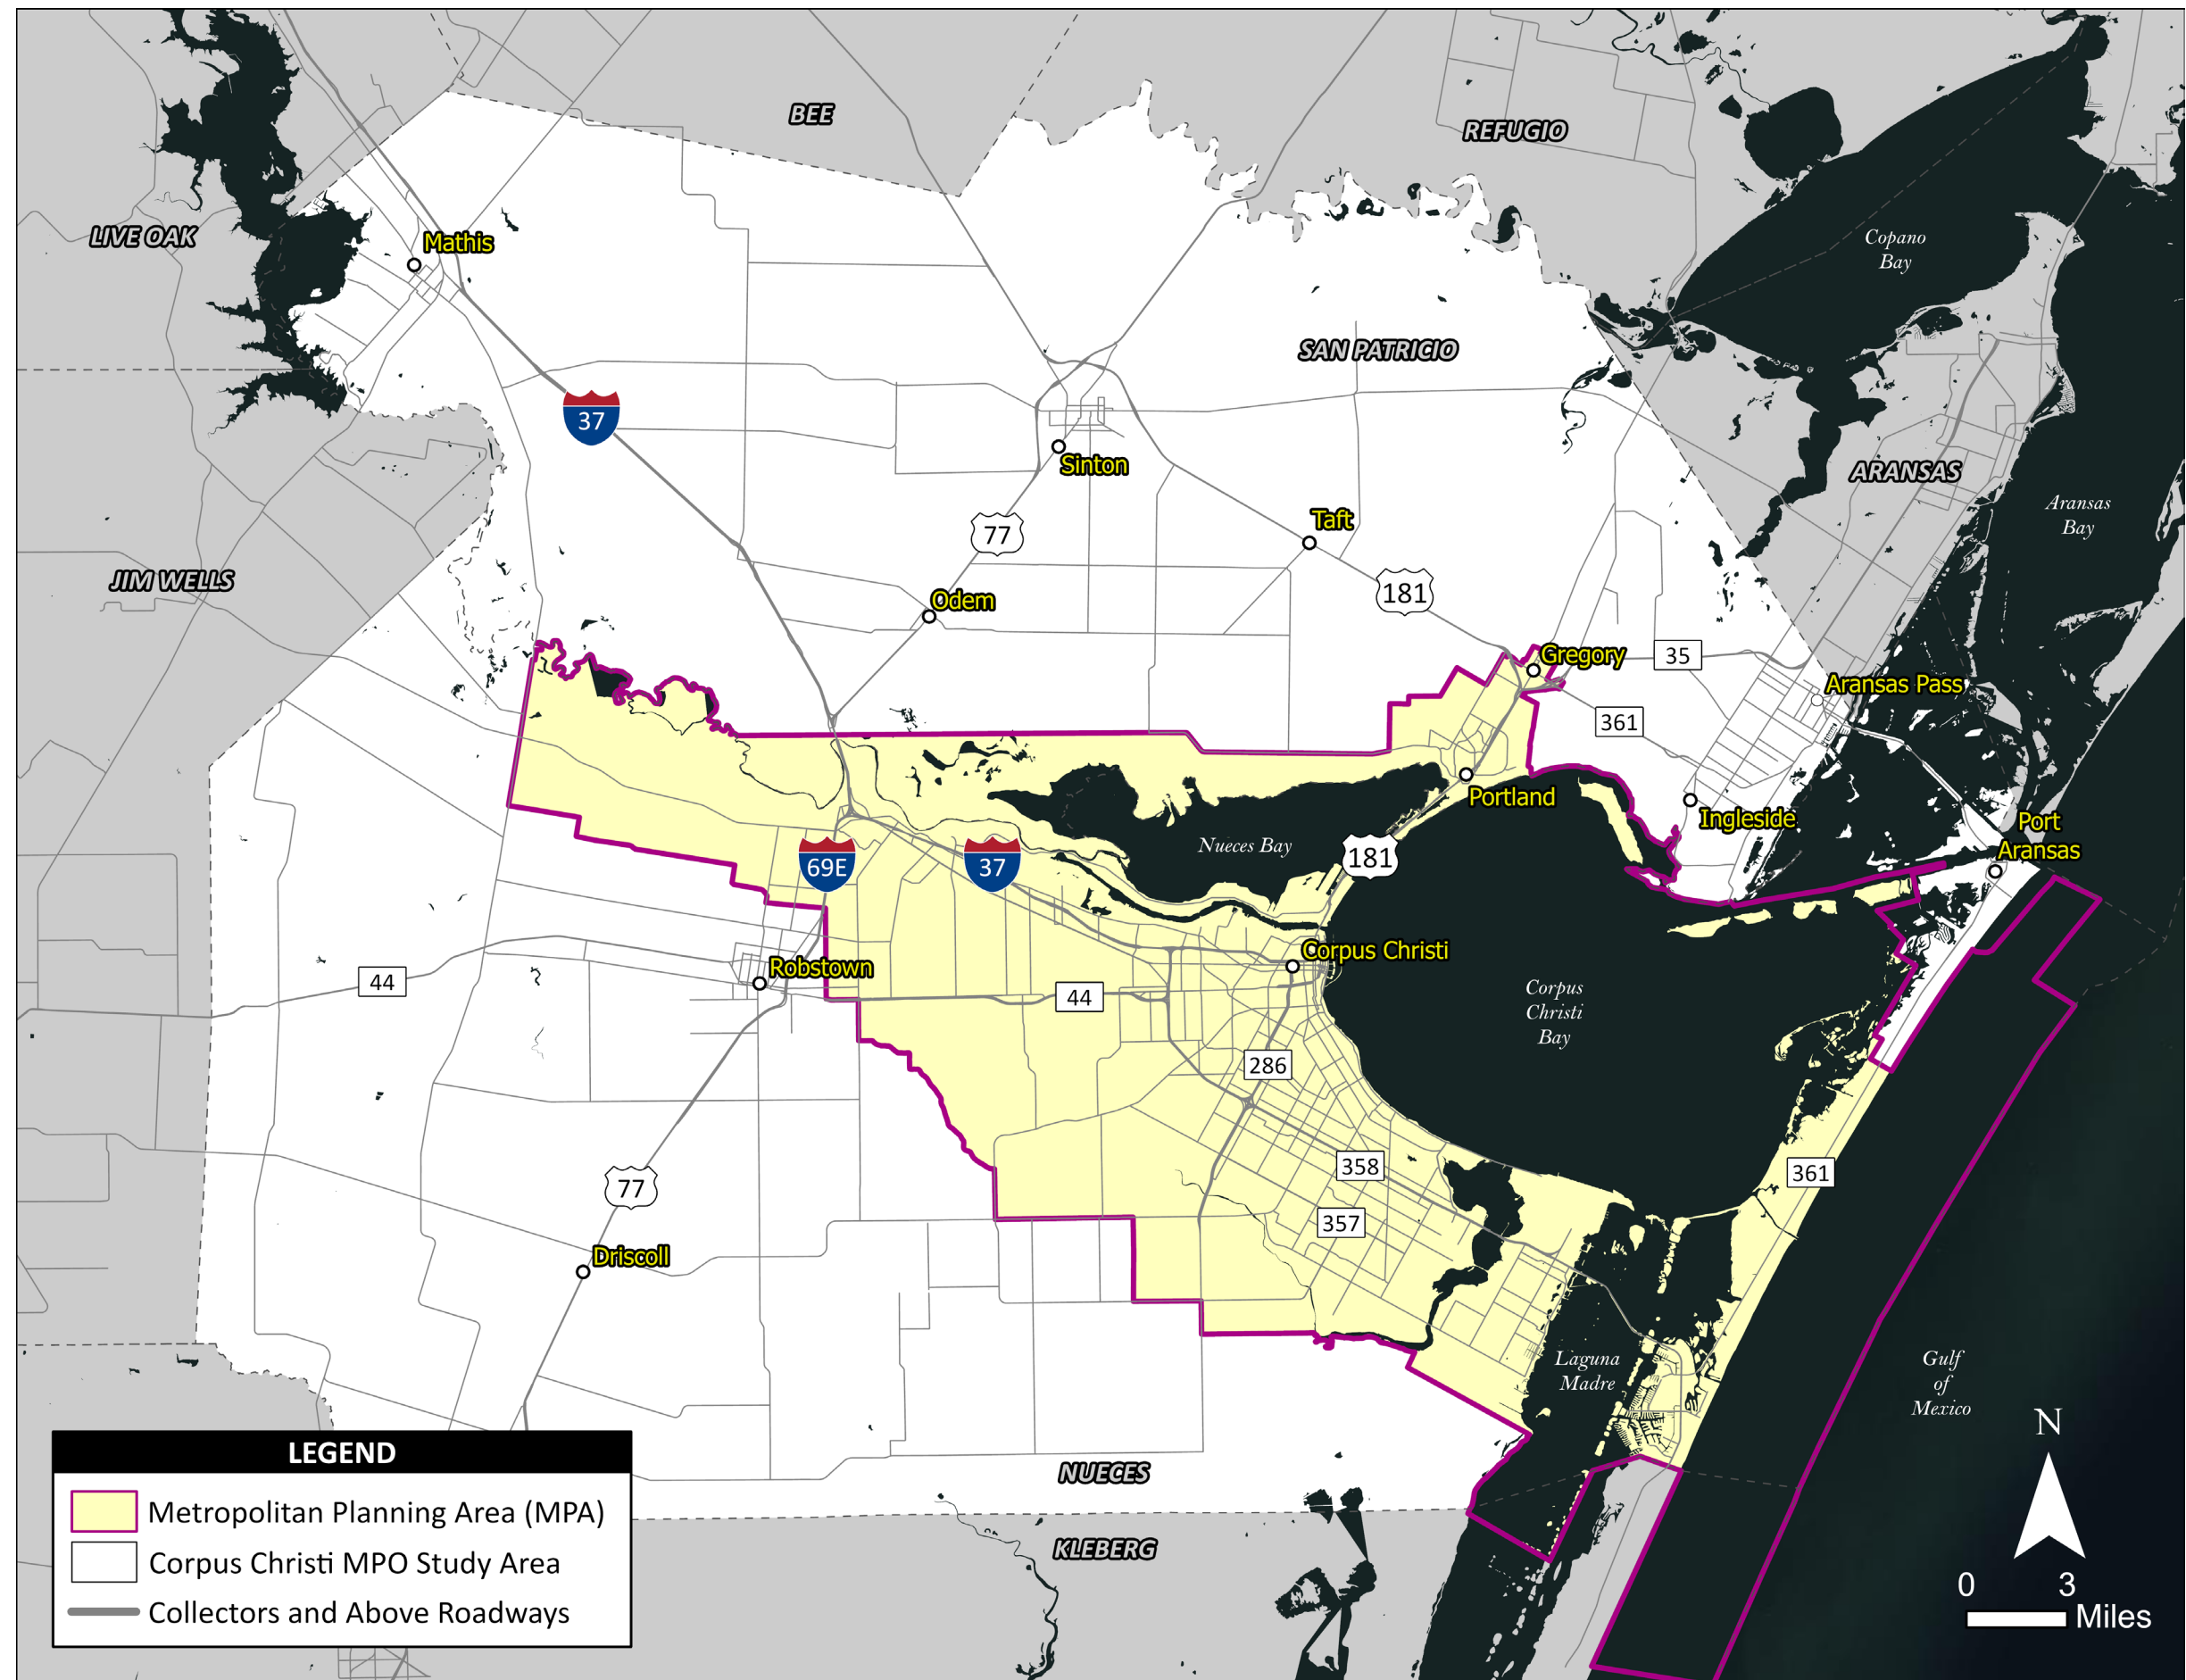 BEE
REFUGIO
LIVE OAK
Mathis
Copano
Bay
SAN PATRICIO
37
Sinton
ARANSAS
Aransas
Bay
77
Taft
JIM WELLS
181
Odem
Gregory
35
Aransas Pass
361
Portland
Ingleside
Port
Aransas
Nueces Bay
181
69E
37
Corpus Christi
Robstown
44
44
Corpus
Christi
Bay
286
358
361
77
357
Driscoll
Laguna
Madre
Gulf
of
Mexico
N
NUECES
KLEBERG
0 3
Miles
LEGEND
Metropolitan Planning Area (MPA)
Corpus Christi MPO Study Area
Collectors and Above Roadways